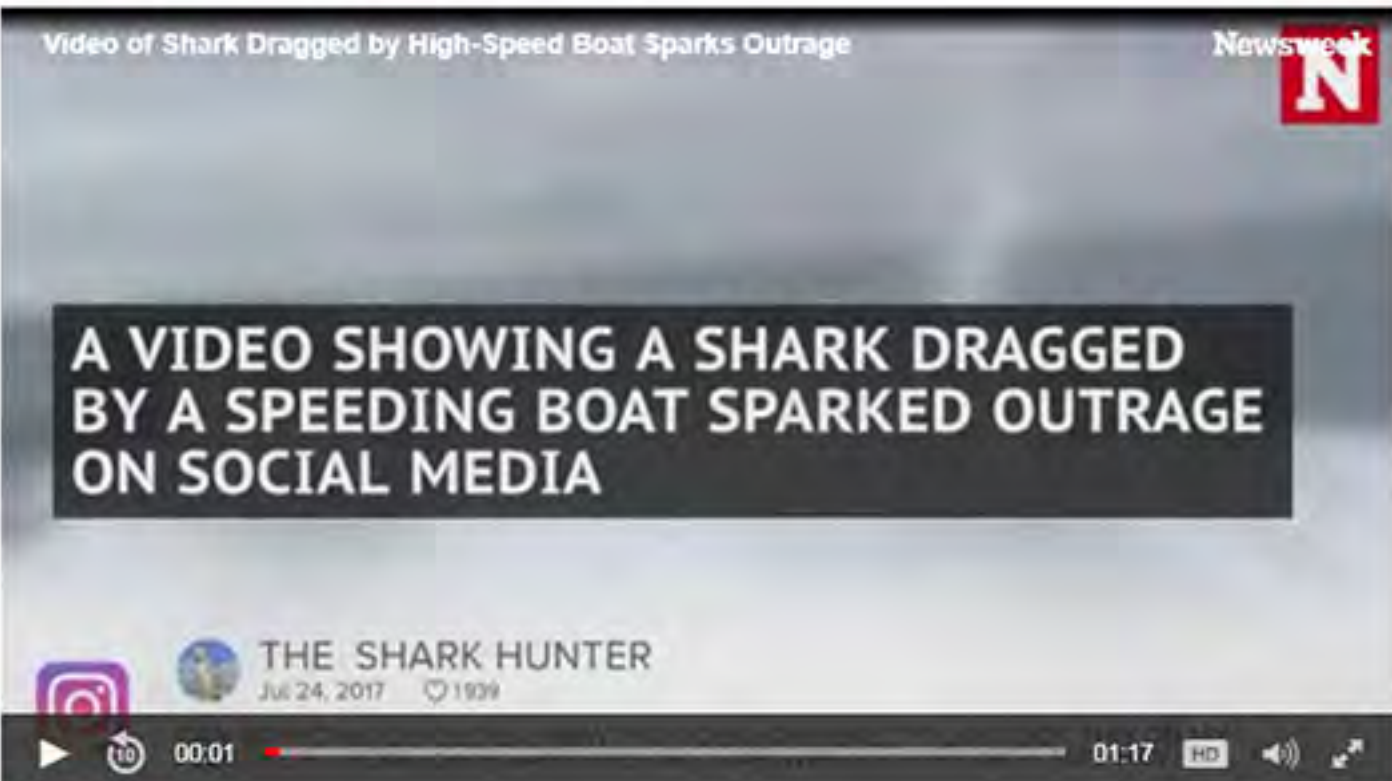 Video of Shark Dragged by High-Speed Boat Sparks Outrage
Newsweek
N
A VIDEO SHOWING A SHARK DRAGGED
BY A SPEEDING BOAT SPARKED OUTRAGE
ON SOCIAL MEDIA
THE SHARK HUNTER
Jul 24, 2017 1939
10 00:01 01:17 HD